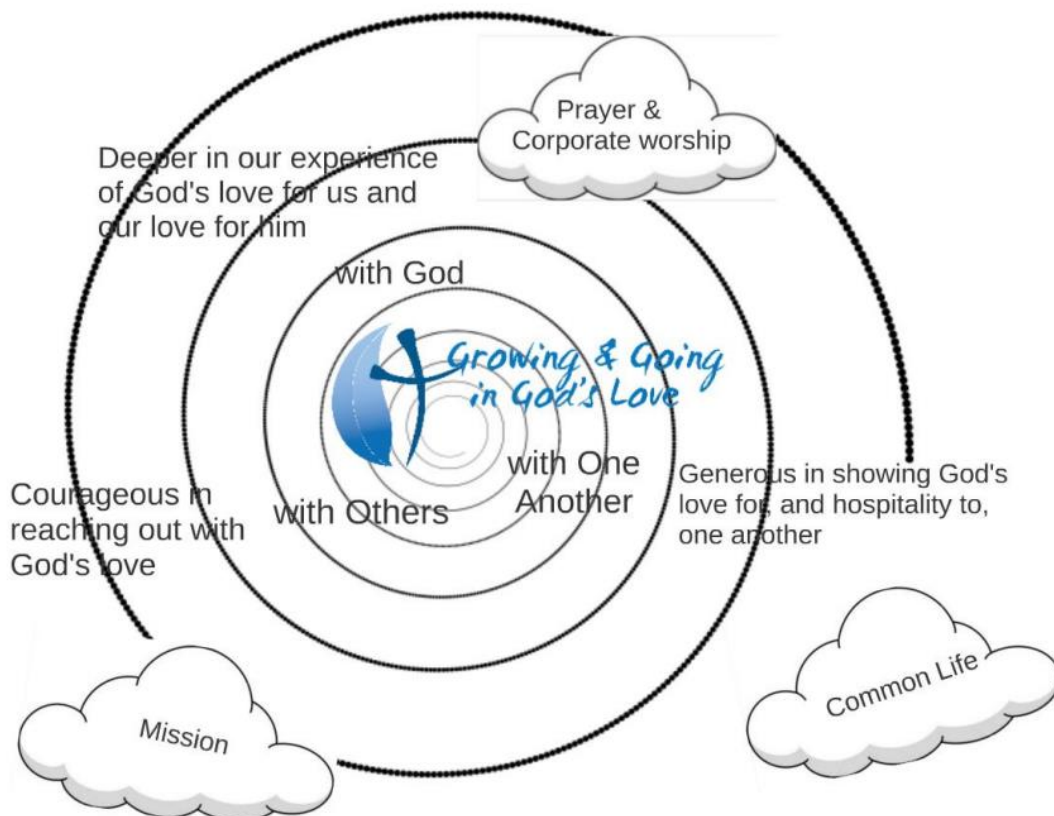 Prayer &
Corporate worship
Deeper in our experience
of God's love for us and
our love for him
with God
Growing & Going
in God's Love
with One
Another
with Others
Generous in showing God's
love for, and hospitality to,
one another
Courageous in
reaching out with
God's love
Common Life
Mission